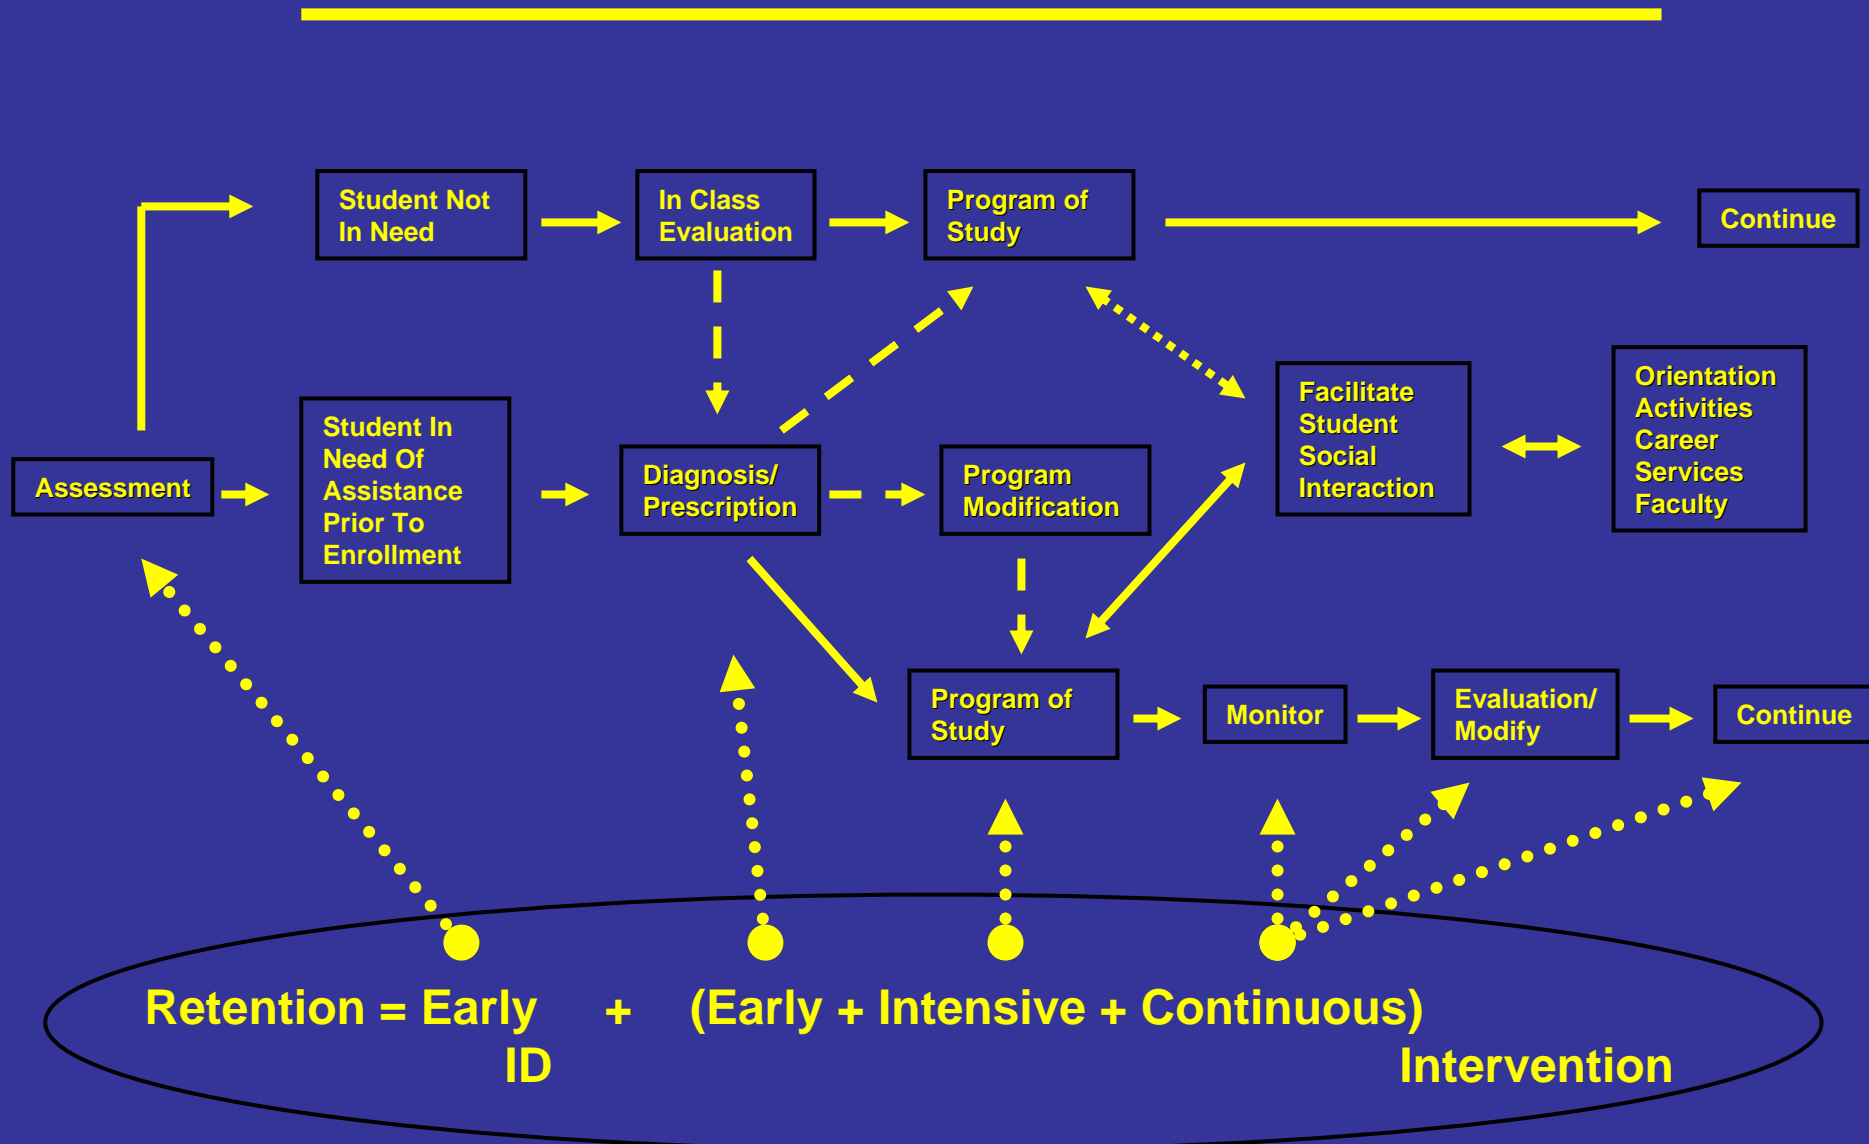 Student Not
In Need
In Class
Evaluation
Program of
Study
Continue
Assessment
Student In
Need Of
Assistance
Prior To
Enrollment
Diagnosis/
Prescription
Program
Modification
Facilitate
Student
Social
Interaction
Orientation
Activities
Career
Services
Faculty
Program of
Study
Monitor
Evaluation/
Modify
Continue
Retention = Early + (Early + Intensive + Continuous)
ID Intervention